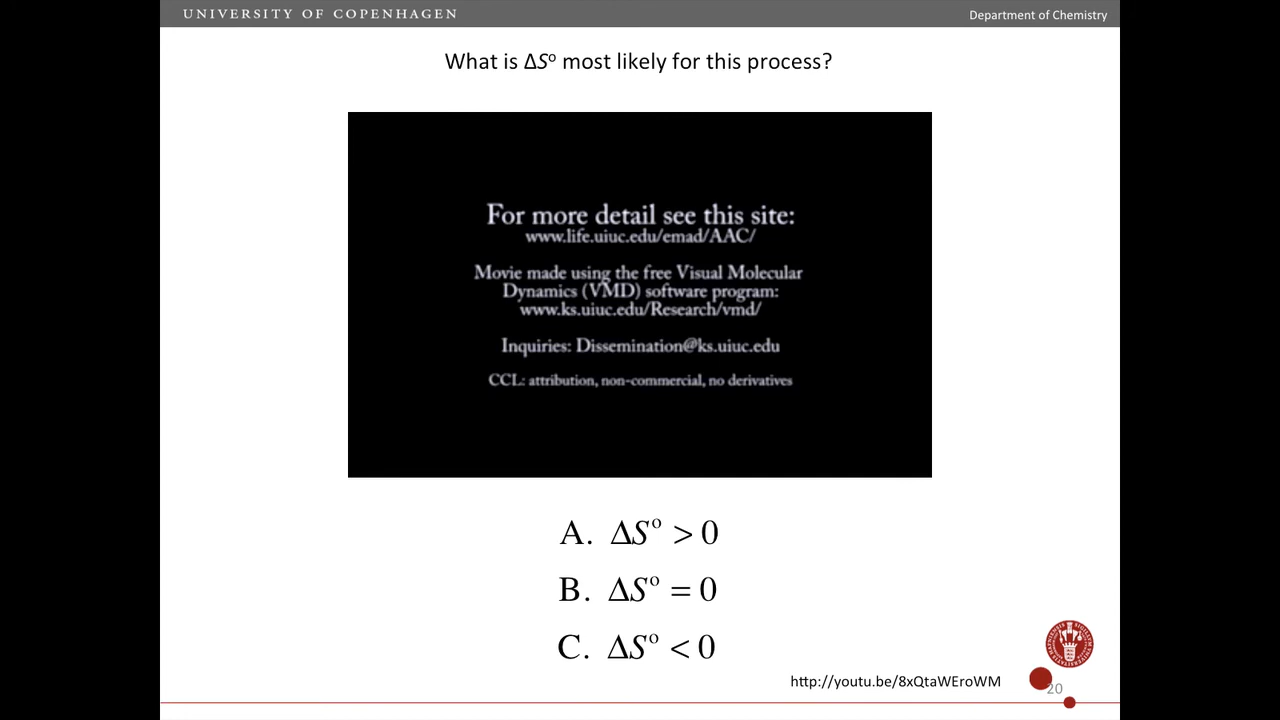 UNIVERSITY OF COPENHAGEN
Department of Chemistry
What is ΔSº most likely for this process?
For more detail see this site:
www.life.uiuc.edu/emad/AAC/
Movie made using the free Visual Molecular
Dynamics (VMD) software program:
www.ks.uiuc.edu/Research/vmd/
Inquiries: Dissemination@ks.uiuc.edu
CCL: attribution, non-commercial, no derivatives
A. ΔSº > 0
B. ΔSº = 0
C. ΔSº < 0
http://youtu.be/8xQtaWEroWM
20